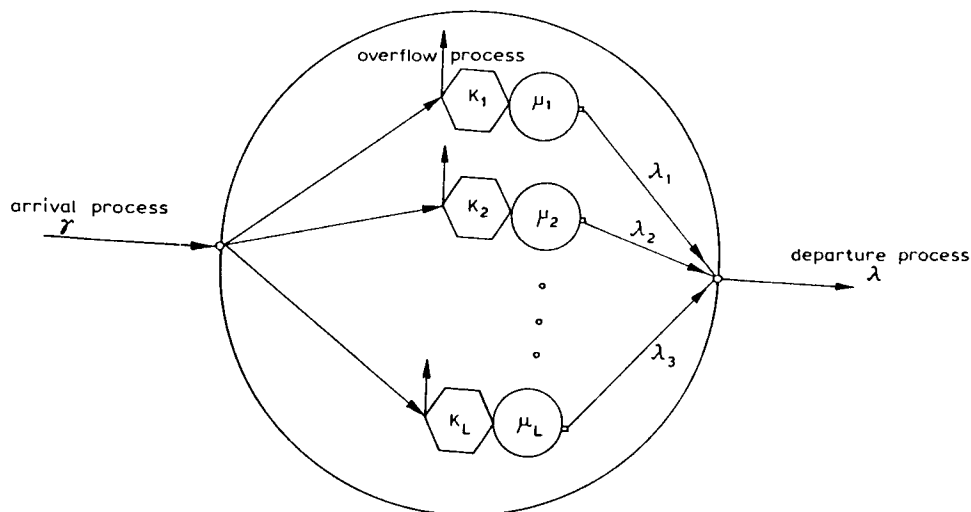 overflow process
K₁
μ₁
λ₁
K₂
μ₂
λ₂
arrival process
γ
departure process
λ
λ₃
K_L
μ_L